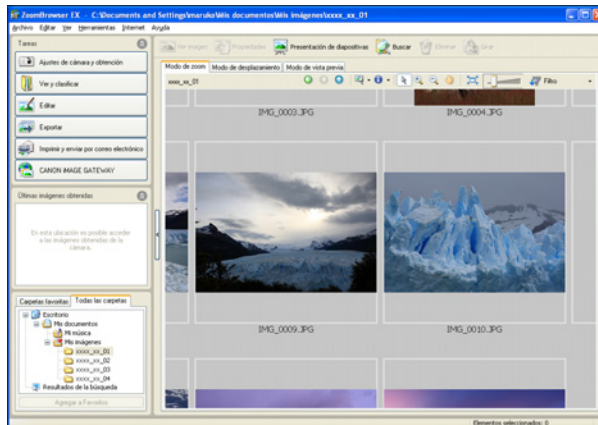 ZoomBrowser EX - C:\Documents and Settings\maruko\Mis documentos\Mis imágenes\xxxx_xx_01
Archivo Editar Ver Herramientas Internet Ayuda
Tareas
Ajustes de cámara y obtención
Ver y clasificar
Editar
Exportar
Imprimir y enviar por correo electrónico
CANON iMAGE GATEWAY
Últimas imágenes obtenidas
En esta ubicación es posible acceder
a las imágenes obtenidas de la
cámara.
Carpetas favoritas Todas las carpetas
Escritorio
Mis documentos
Mi música
Mis imágenes
xxxx_xx_01
xxxx_xx_02
xxxx_xx_03
xxxx_xx_04
Resultados de la búsqueda
Agregar a Favoritos
Ver imagen Propiedades Presentación de diapositivas Buscar Eliminar Girar
Modo de zoom Modo de desplazamiento Modo de vista previa
xxxx_xx_01 Filtro
IMG_0003.JPG IMG_0004.JPG
IMG_0009.JPG IMG_0010.JPG
Elementos seleccionados: 0